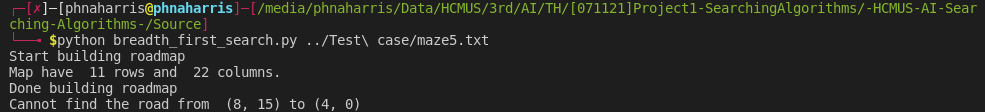 ┌─[✗]─[phnaharris@phnaharris]─[/media/phnaharris/Data/HCMUS/3rd/AI/TH/[071121]Project1-SearchingAlgorithms/-HCMUS-AI-Sear
ching-Algorithms-/Source]
└──╼ $python breadth_first_search.py ../Test\ case/maze5.txt
Start building roadmap
Map have  11 rows and  22 columns.
Done building roadmap
Cannot find the road from  (8, 15) to (4, 0)